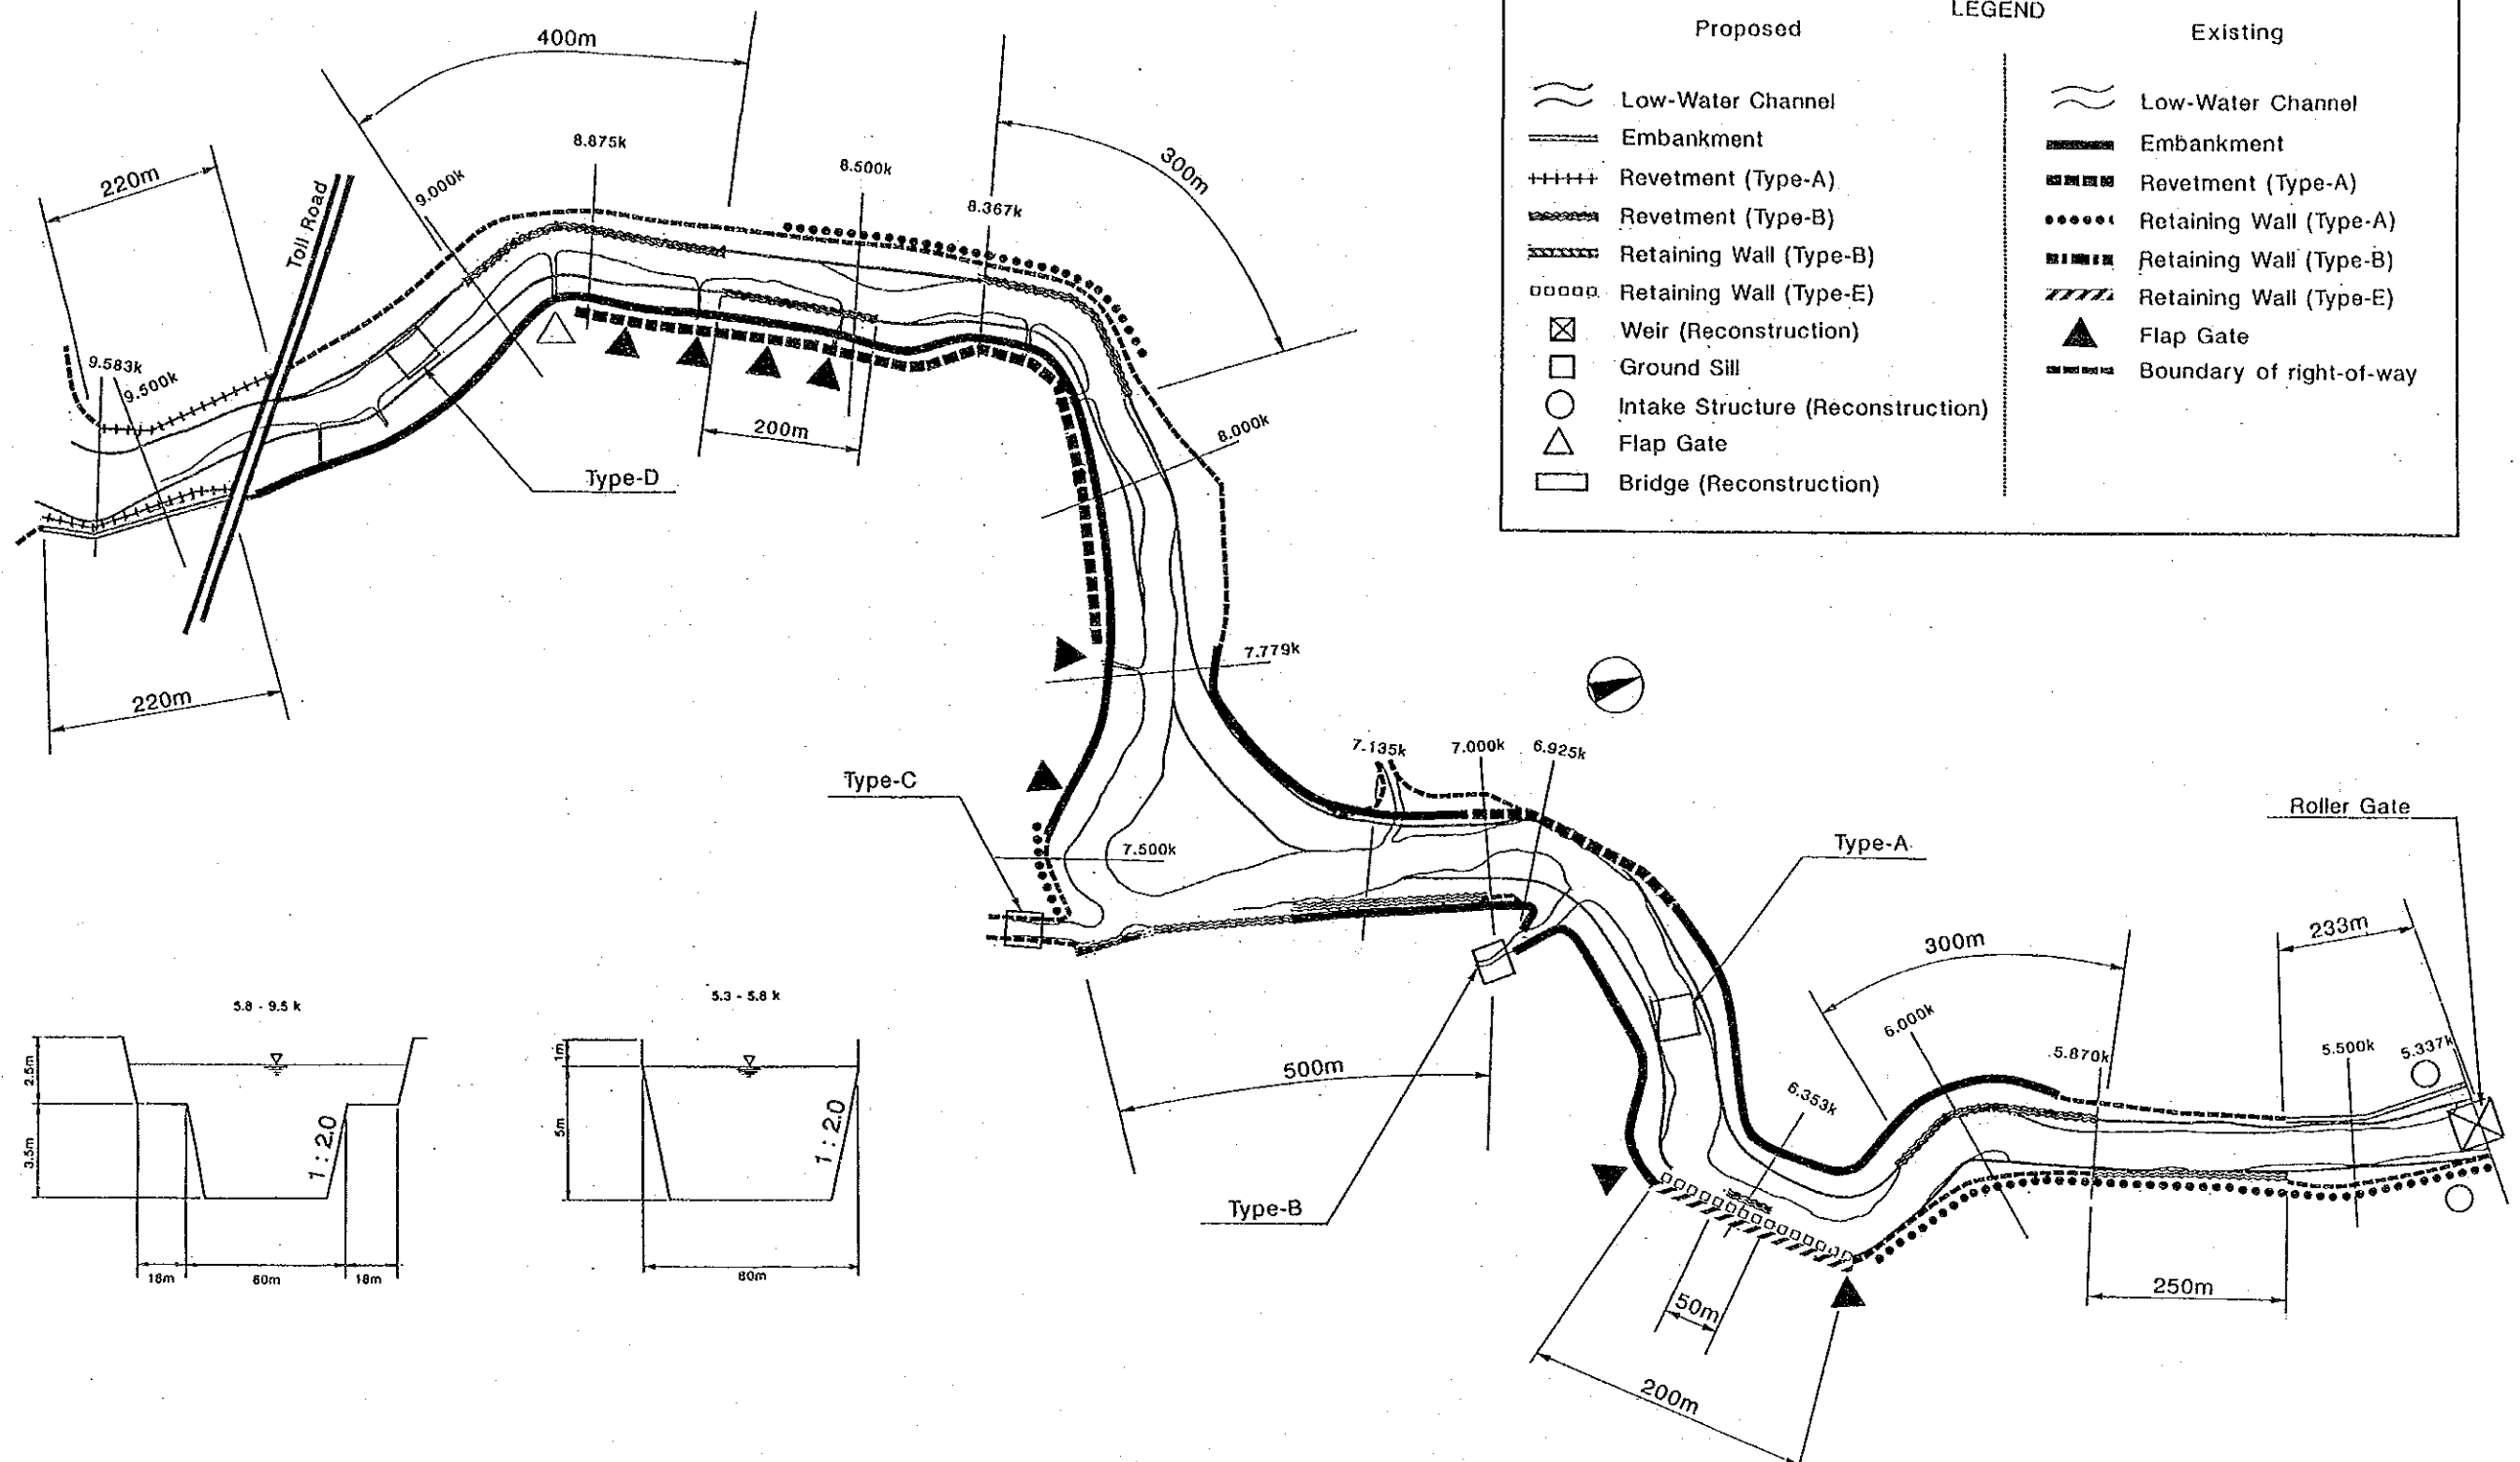 LEGEND
Proposed
Low-Water Channel
Embankment
Revetment (Type-A)
Revetment (Type-B)
Retaining Wall (Type-B)
Retaining Wall (Type-E)
Weir (Reconstruction)
Ground Sill
Intake Structure (Reconstruction)
Flap Gate
Bridge (Reconstruction)
Existing
Low-Water Channel
Embankment
Revetment (Type-A)
Retaining Wall (Type-A)
Retaining Wall (Type-B)
Retaining Wall (Type-E)
Flap Gate
Boundary of right-of-way
400m
220m
Toll Road
9.000k
8.875k
8.500k
8.367k
300m
9.583k
9.500k
200m
Type-D
8.000k
220m
7.779k
7.135k
7.000k
6.925k
Type-C
7.500k
Type-A
Roller Gate
233m
300m
6.000k
5.870k
5.500k
5.337k
6.353k
500m
Type-B
50m
200m
250m
5.8 - 9.5 k
2.5m
3.5m
1 : 2.0
18m
60m
18m
5.3 - 5.8 k
1m
5m
1 : 2.0
80m